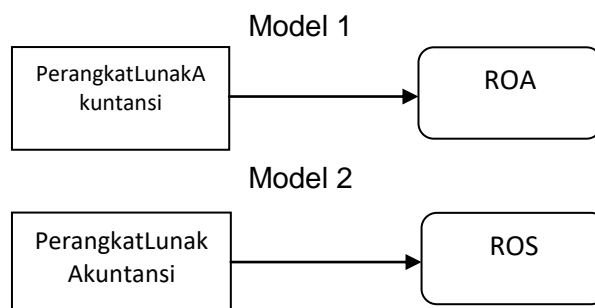 Model 1
PerangkatLunakA
kuntansi
ROA
Model 2
PerangkatLunak
Akuntansi
ROS